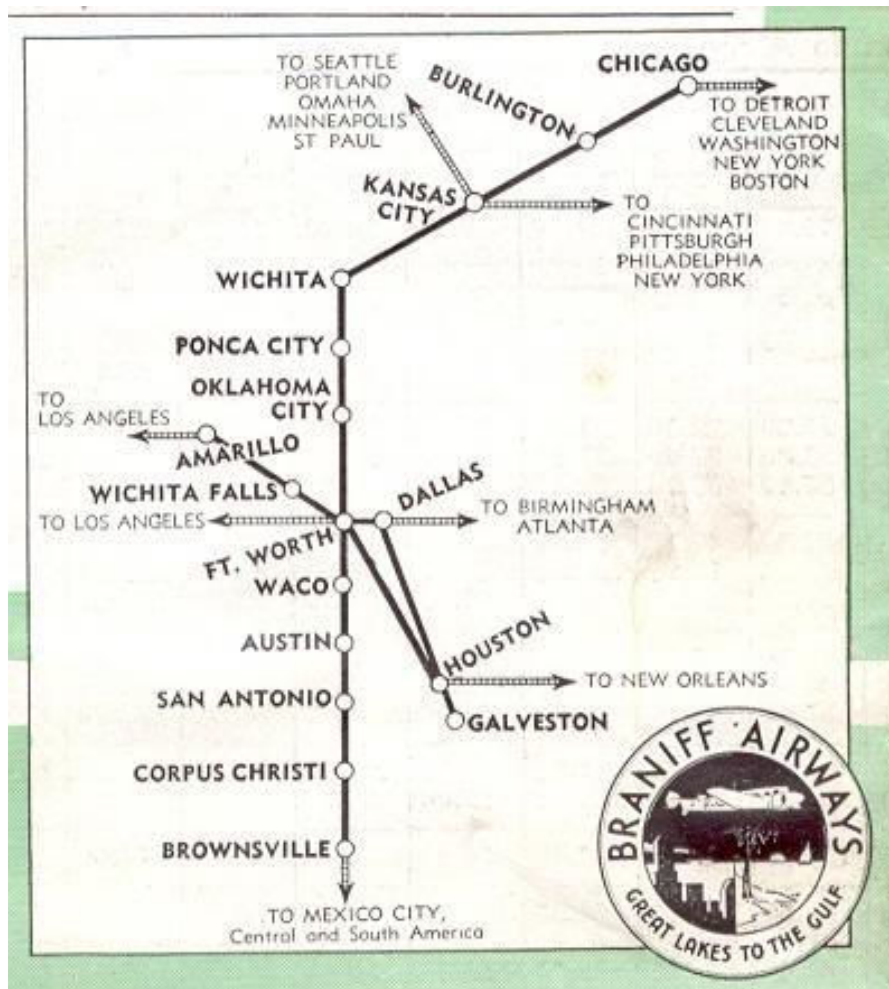 TO SEATTLE
PORTLAND
OMAHA
MINNEAPOLIS
ST PAUL
BURLINGTON
CHICAGO
TO DETROIT
CLEVELAND
WASHINGTON
NEW YORK
BOSTON
KANSAS
CITY
TO
CINCINNATI
PITTSBURGH
PHILADELPHIA
NEW YORK
WICHITA
PONCA CITY
OKLAHOMA
CITY
TO
LOS ANGELES
AMARILLO
WICHITA FALLS
DALLAS
TO LOS ANGELES
TO BIRMINGHAM
ATLANTA
FT. WORTH
WACO
AUSTIN
HOUSTON
TO NEW ORLEANS
SAN ANTONIO
GALVESTON
CORPUS CHRISTI
BROWNSVILLE
TO MEXICO CITY,
Central and South America
BRANIFF AIRWAYS
GREAT LAKES TO THE GULF